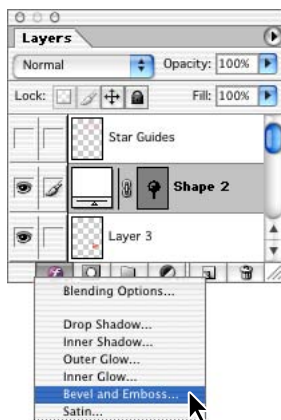 Layers
Normal Opacity: 100%
Lock: Fill: 100%
Star Guides
Shape 2
Layer 3
Blending Options...
Drop Shadow...
Inner Shadow...
Outer Glow...
Inner Glow...
Bevel and Emboss...
Satin...